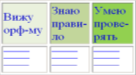 Вижу
орф-му
Знаю
прави-
ло
Умею
прове-
рять